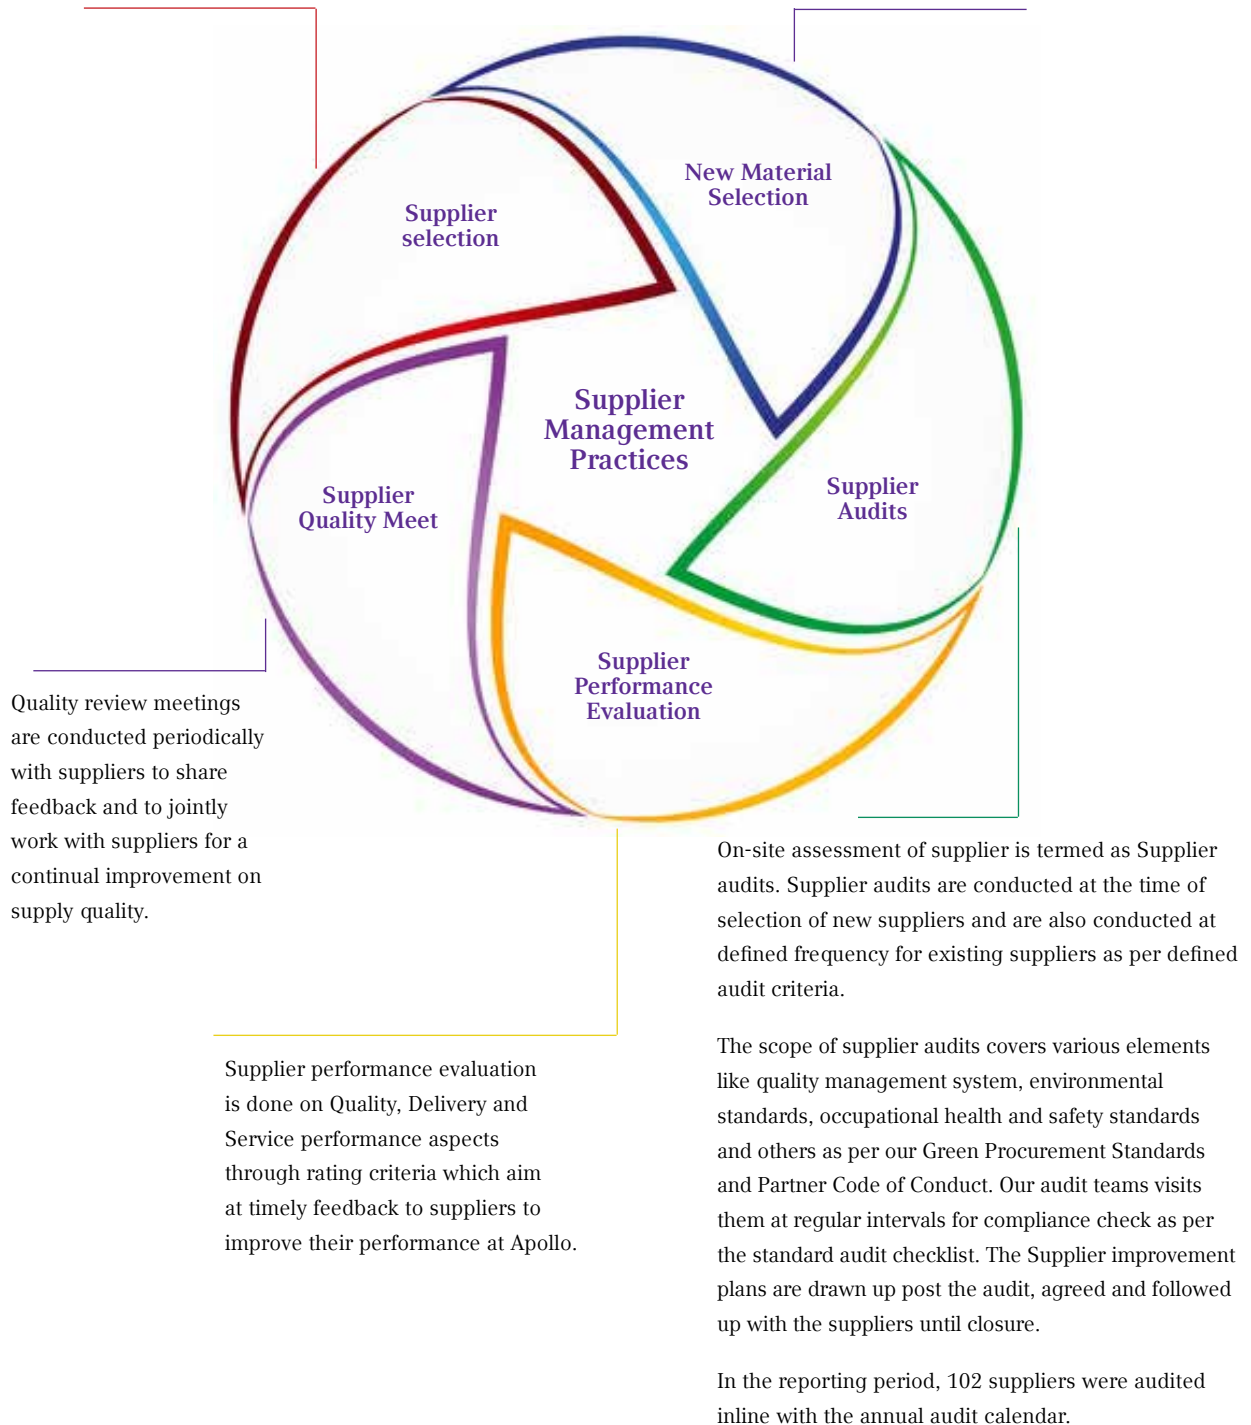 New Material
Selection
Supplier
selection
Supplier
Management
Practices
Supplier
Quality Meet
Supplier
Audits
Supplier
Performance
Evaluation
Quality review meetings
are conducted periodically
with suppliers to share
feedback and to jointly
work with suppliers for a
continual improvement on
supply quality.
Supplier performance evaluation
is done on Quality, Delivery and
Service performance aspects
through rating criteria which aim
at timely feedback to suppliers to
improve their performance at Apollo.
On-site assessment of supplier is termed as Supplier
audits. Supplier audits are conducted at the time of
selection of new suppliers and are also conducted at
defined frequency for existing suppliers as per defined
audit criteria.
The scope of supplier audits covers various elements
like quality management system, environmental
standards, occupational health and safety standards
and others as per our Green Procurement Standards
and Partner Code of Conduct. Our audit teams visits
them at regular intervals for compliance check as per
the standard audit checklist. The Supplier improvement
plans are drawn up post the audit, agreed and followed
up with the suppliers until closure.
In the reporting period, 102 suppliers were audited
inline with the annual audit calendar.